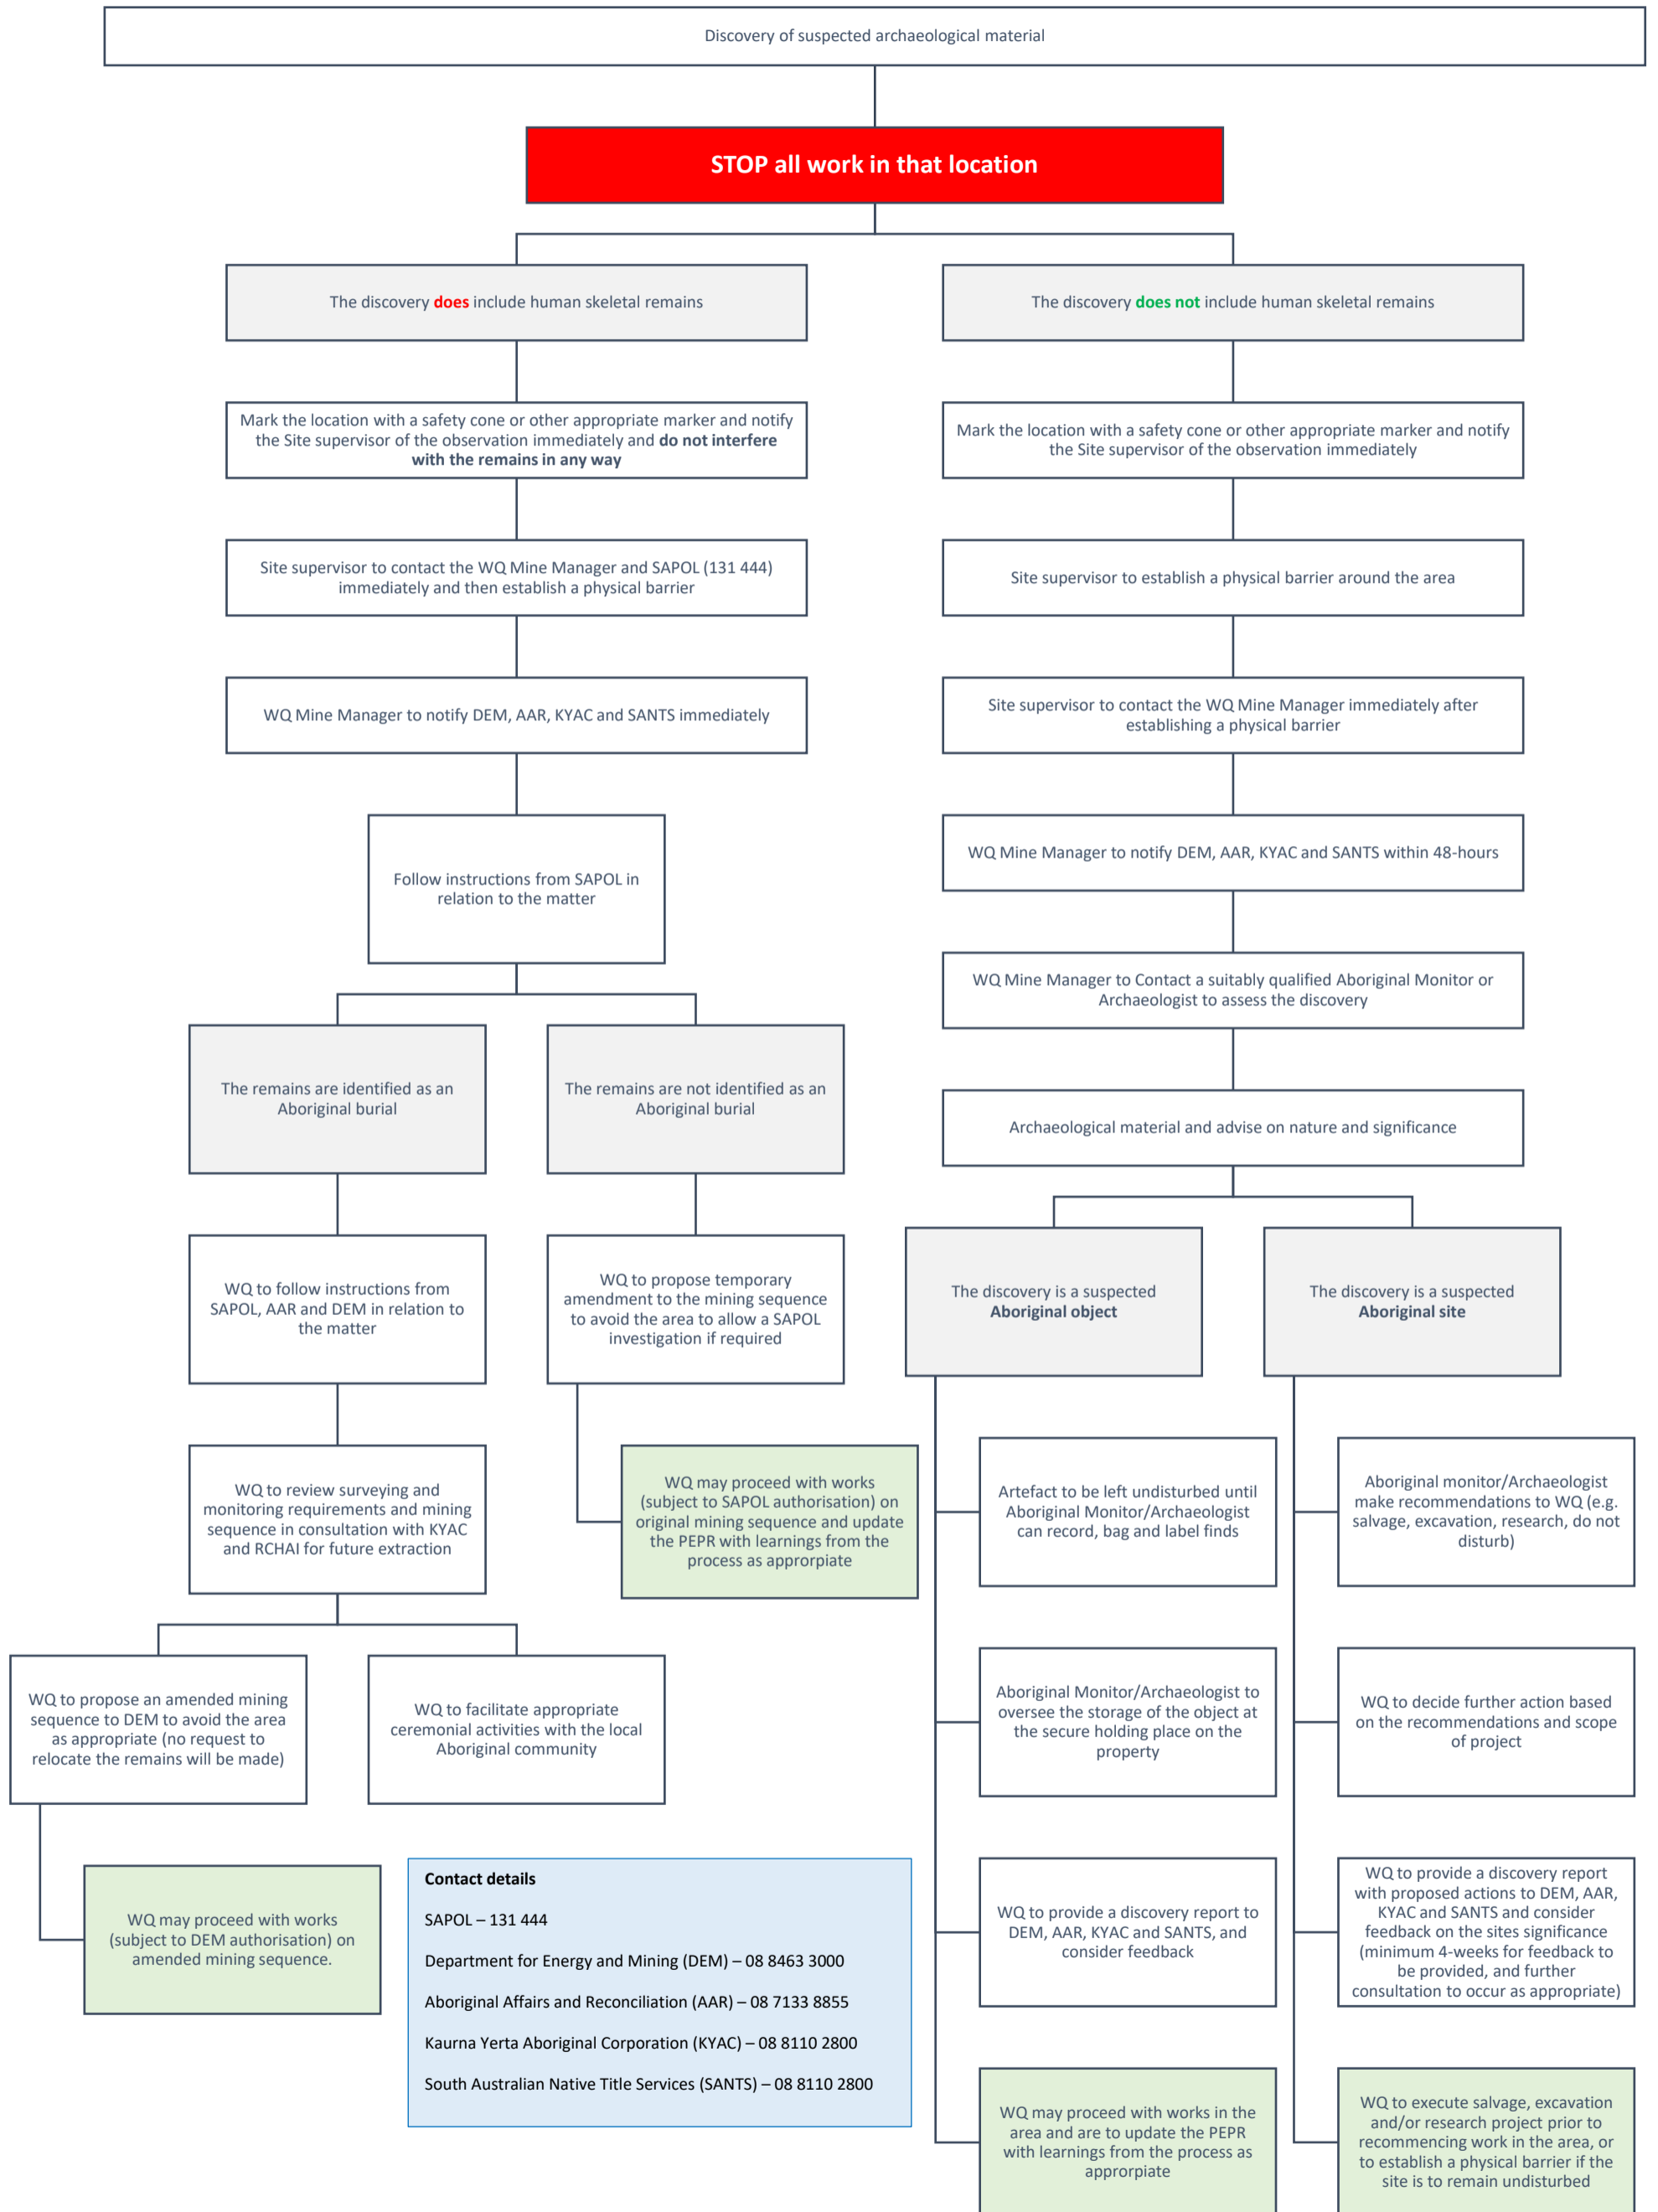 Discovery of suspected archaeological material
STOP all work in that location
The discovery does include human skeletal remains
Mark the location with a safety cone or other appropriate marker and notify
the Site supervisor of the observation immediately and do not interfere
with the remains in any way
Site supervisor to contact the WQ Mine Manager and SAPOL (131 444)
immediately and then establish a physical barrier
WQ Mine Manager to notify DEM, AAR, KYAC and SANTS immediately
Follow instructions from SAPOL in
relation to the matter
The remains are identified as an
Aboriginal burial
WQ to follow instructions from
SAPOL, AAR and DEM in relation to
the matter
WQ to review surveying and
monitoring requirements and mining
sequence in consultation with KYAC
and RCHAI for future extraction
WQ to propose an amended mining
sequence to DEM to avoid the area
as appropriate (no request to
relocate the remains will be made)
WQ may proceed with works
(subject to DEM authorisation) on
amended mining sequence.
WQ to facilitate appropriate
ceremonial activities with the local
Aboriginal community
The remains are not identified as an
Aboriginal burial
WQ to propose temporary
amendment to the mining sequence
to avoid the area to allow a SAPOL
investigation if required
WQ may proceed with works
(subject to SAPOL authorisation) on
original mining sequence and update
the PEPR with learnings from the
process as approrpiate
The discovery does not include human skeletal remains
Mark the location with a safety cone or other appropriate marker and notify
the Site supervisor of the observation immediately
Site supervisor to establish a physical barrier around the area
Site supervisor to contact the WQ Mine Manager immediately after
establishing a physical barrier
WQ Mine Manager to notify DEM, AAR, KYAC and SANTS within 48-hours
WQ Mine Manager to Contact a suitably qualified Aboriginal Monitor or
Archaeologist to assess the discovery
Archaeological material and advise on nature and significance
The discovery is a suspected
Aboriginal object
Artefact to be left undisturbed until
Aboriginal Monitor/Archaeologist
can record, bag and label finds
Aboriginal Monitor/Archaeologist to
oversee the storage of the object at
the secure holding place on the
property
WQ to provide a discovery report to
DEM, AAR, KYAC and SANTS, and
consider feedback
WQ may proceed with works in the
area and are to update the PEPR
with learnings from the process as
approrpiate
The discovery is a suspected
Aboriginal site
Aboriginal monitor/Archaeologist
make recommendations to WQ (e.g.
salvage, excavation, research, do not
disturb)
WQ to decide further action based
on the recommendations and scope
of project
WQ to provide a discovery report
with proposed actions to DEM, AAR,
KYAC and SANTS and consider
feedback on the sites significance
(minimum 4-weeks for feedback to
be provided, and further
consultation to occur as appropriate)
WQ to execute salvage, excavation
and/or research project prior to
recommencing work in the area, or
to establish a physical barrier if the
site is to remain undisturbed
Contact details
SAPOL – 131 444
Department for Energy and Mining (DEM) – 08 8463 3000
Aboriginal Affairs and Reconciliation (AAR) – 08 7133 8855
Kaurna Yerta Aboriginal Corporation (KYAC) – 08 8110 2800
South Australian Native Title Services (SANTS) – 08 8110 2800